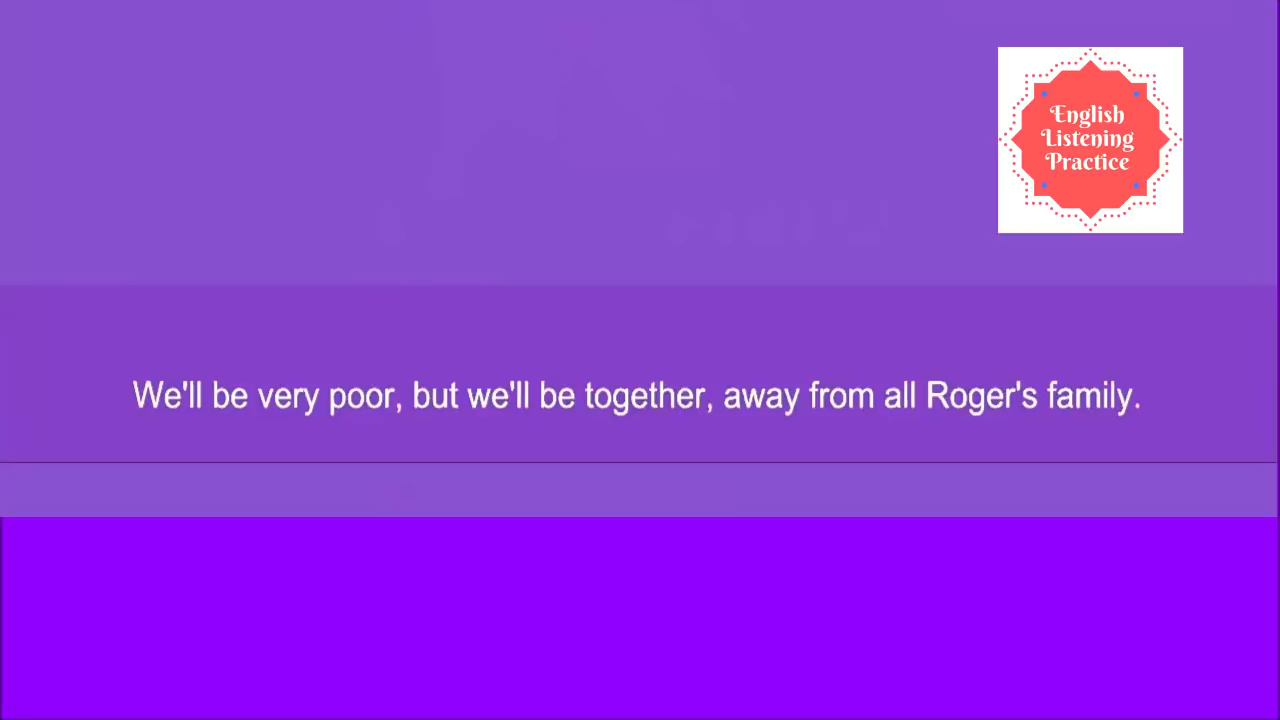 English
Listening
Practice
We'll be very poor, but we'll be together, away from all Roger's family.